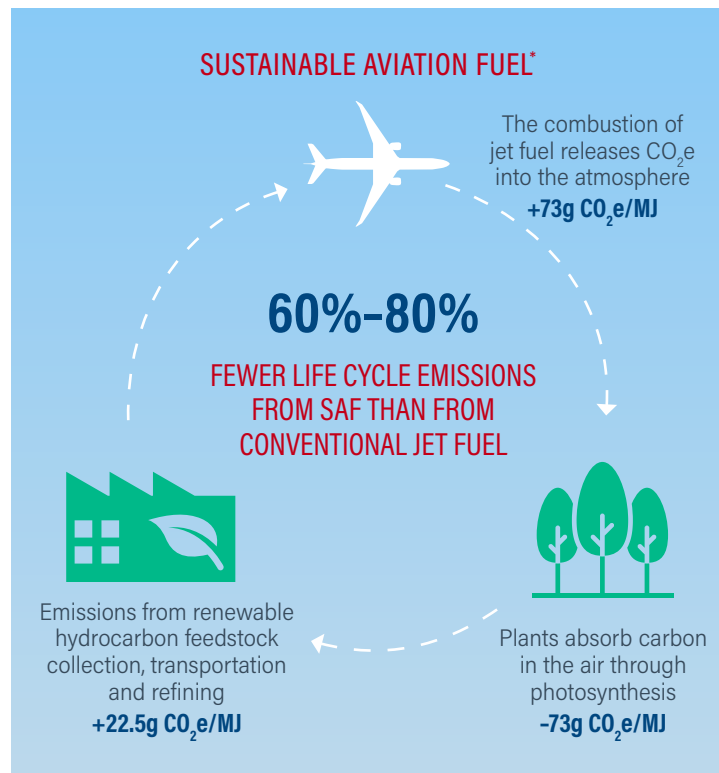 SUSTAINABLE AVIATION FUEL*
The combustion of
jet fuel releases CO₂e
into the atmosphere
+73g CO₂e/MJ
60%–80%
FEWER LIFE CYCLE EMISSIONS
FROM SAF THAN FROM
CONVENTIONAL JET FUEL
Emissions from renewable
hydrocarbon feedstock
collection, transportation
and refining
+22.5g CO₂e/MJ
Plants absorb carbon
in the air through
photosynthesis
–73g CO₂e/MJ